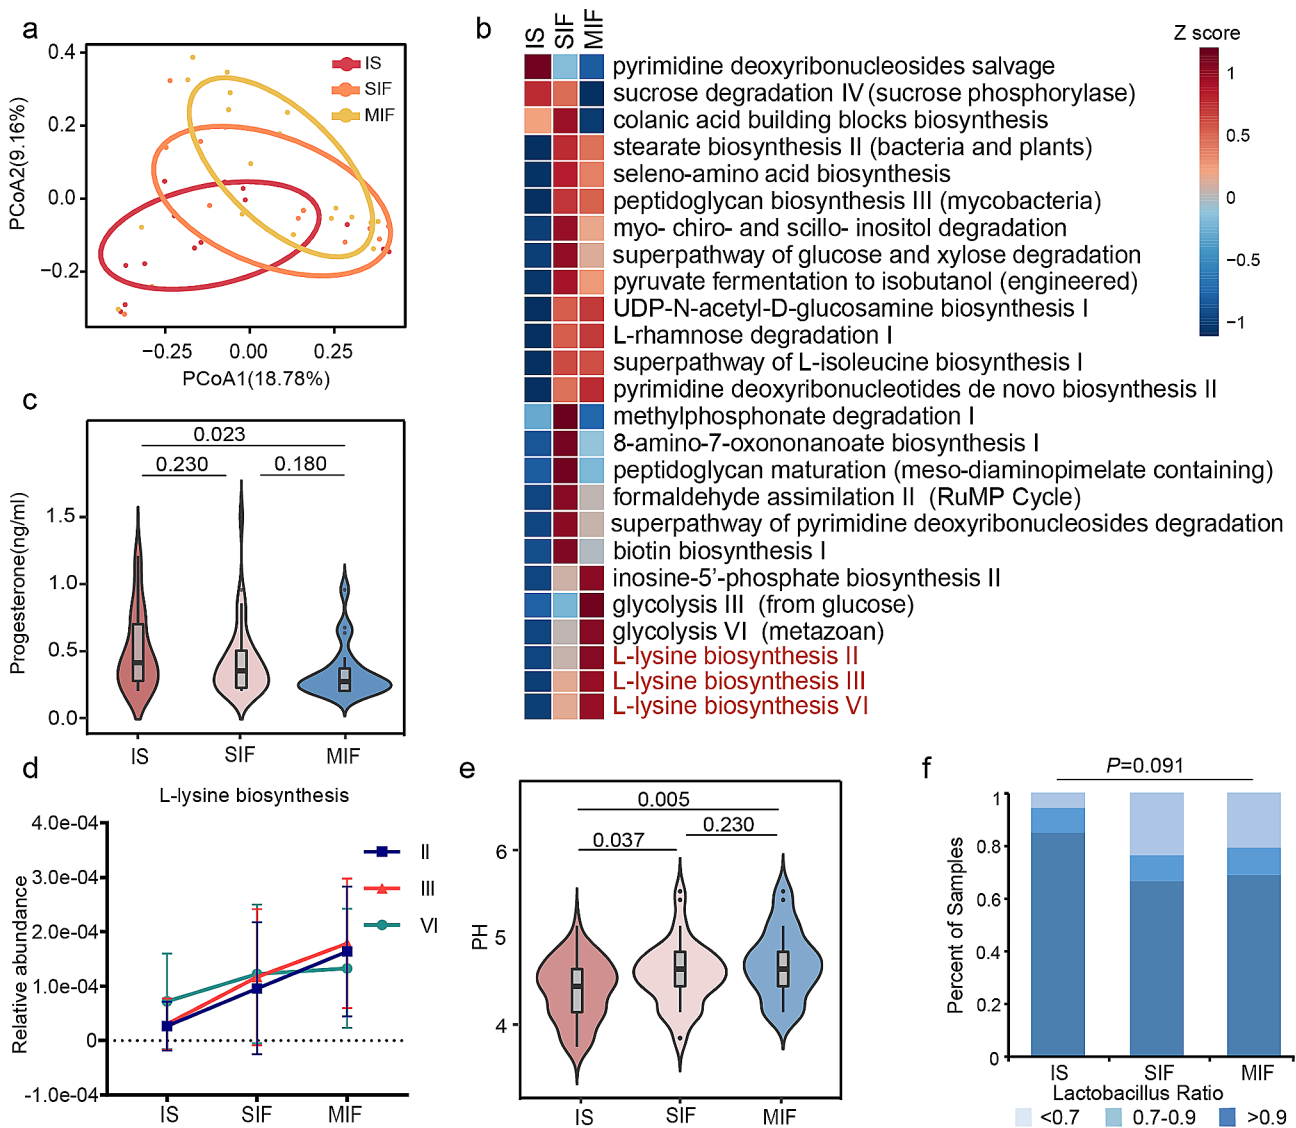 a
0.4
0.2
0.0
−0.2
PCoA2(9.16%)
−0.25
0.00
0.25
PCoA1(18.78%)
IS
SIF
MIF
b
IS
SIF
MIF
pyrimidine deoxyribonucleosides salvage
sucrose degradation IV (sucrose phosphorylase)
colanic acid building blocks biosynthesis
stearate biosynthesis II (bacteria and plants)
seleno-amino acid biosynthesis
peptidoglycan biosynthesis III (mycobacteria)
myo- chiro- and scillo- inositol degradation
superpathway of glucose and xylose degradation
pyruvate fermentation to isobutanol (engineered)
UDP-N-acetyl-D-glucosamine biosynthesis I
L-rhamnose degradation I
superpathway of L-isoleucine biosynthesis I
pyrimidine deoxyribonucleotides de novo biosynthesis II
methylphosphonate degradation I
8-amino-7-oxononanoate biosynthesis I
peptidoglycan maturation (meso-diaminopimelate containing)
formaldehyde assimilation II (RuMP Cycle)
superpathway of pyrimidine deoxyribonucleosides degradation
biotin biosynthesis I
inosine-5'-phosphate biosynthesis II
glycolysis III (from glucose)
glycolysis VI (metazoan)
L-lysine biosynthesis II
L-lysine biosynthesis III
L-lysine biosynthesis VI
Z score
1
0.5
0
−0.5
−1
c
0.023
0.230
0.180
1.5
1.0
0.5
0.0
Progesterone(ng/ml)
IS
SIF
MIF
d
L-lysine biosynthesis
4.0e-04
3.0e-04
2.0e-04
1.0e-04
0
-1.0e-04
Relative abundance
IS
SIF
MIF
II
III
VI
e
0.005
0.037
0.230
6
5
4
PH
IS
SIF
MIF
f
P=0.091
1
0.8
0.6
0.4
0.2
0
Percent of Samples
IS
SIF
MIF
Lactobacillus Ratio
<0.7
0.7-0.9
>0.9